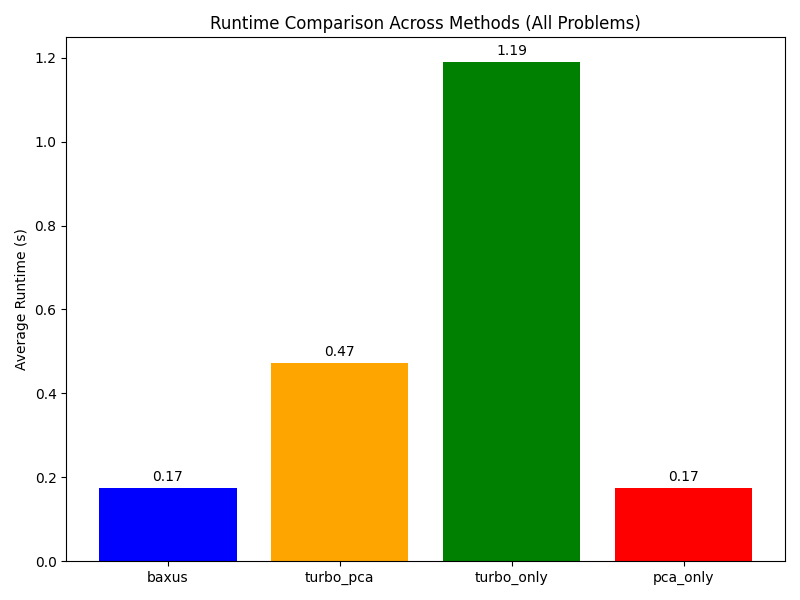 Runtime Comparison Across Methods (All Problems)
Average Runtime (s)
1.2
1.0
0.8
0.6
0.4
0.2
0.0
0.17
0.47
1.19
0.17
baxus
turbo_pca
turbo_only
pca_only